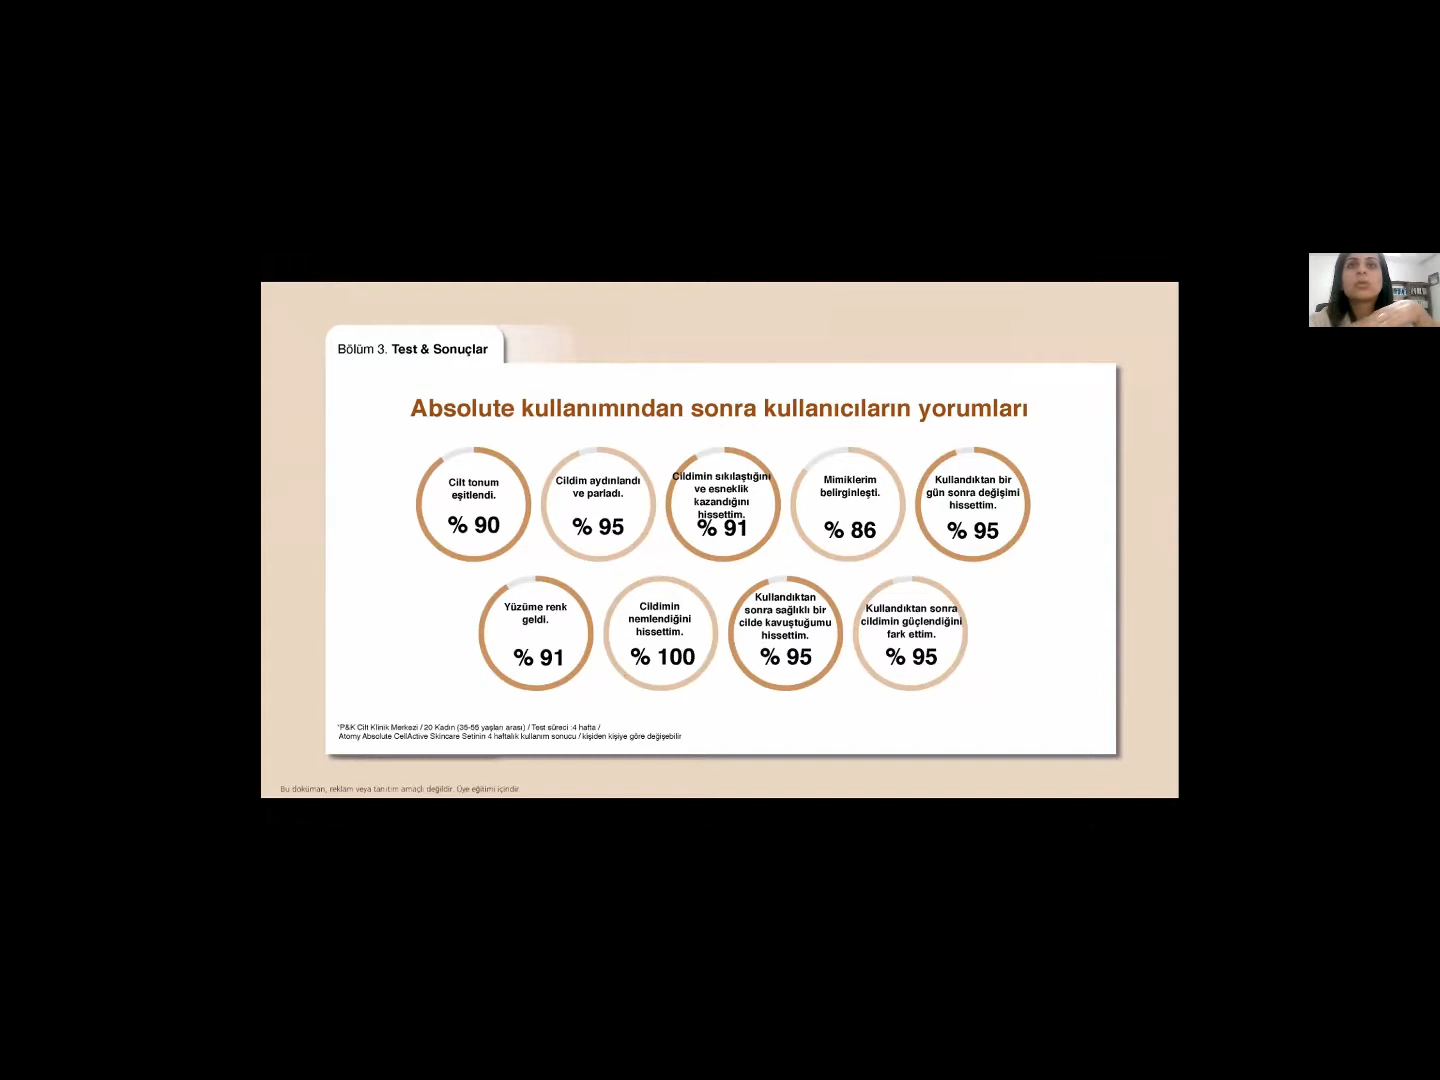 Bölüm 3. Test & Sonuçlar
Absolute kullanımından sonra kullanıcıların yorumları
Cilt tonum
eşitlendi.
% 90
Cildim aydınlandı
ve parladı.
% 95
Cildimin sıkılaştığını
ve esneklik
kazandığını
hissettim.
% 91
Mimiklerim
belirginleşti.
% 86
Kullandıktan bir
gün sonra değişimi
hissettim.
% 95
Yüzüme renk
geldi.
% 91
Cildimin
nemlendiğini
hissettim.
% 100
Kullandıktan
sonra sağlıklı bir
cilde kavuştuğumu
hissettim.
% 95
Kullandıktan sonra
cildimin güçlendiğini
fark ettim.
% 95
*P&K Cilt Klinik Merkezi / 20 Kadın (35-55 yaşları arası) / Test süreci :4 hafta /
Atomy Absolute CellActive Skincare Setinin 4 haftalık kullanım sonucu / kişiden kişiye göre değişebilir
Bu doküman, reklam veya tanıtım amaçlı değildir. Üye eğitimi içindir.